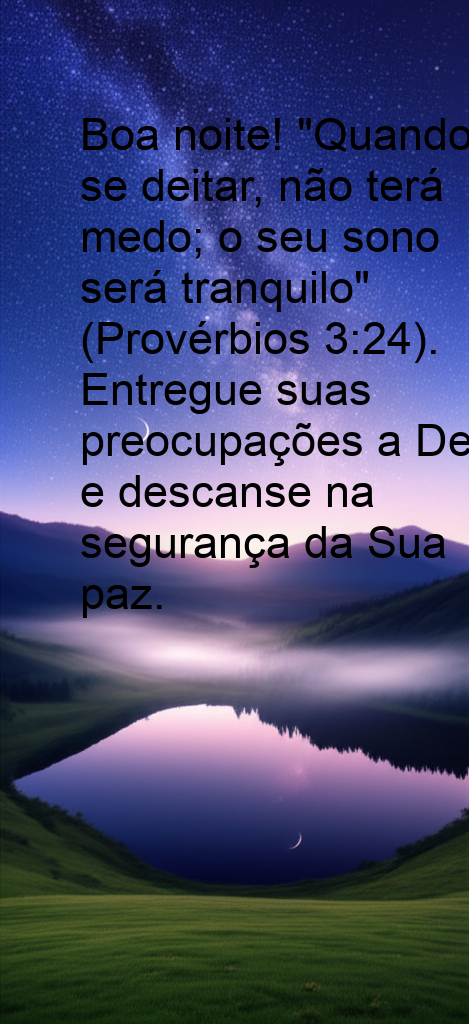 Boa noite! "Quando
se deitar, não terá
medo; o seu sono
será tranquilo"
(Provérbios 3:24).
Entregue suas
preocupações a De
e descanse na
segurança da Sua
paz.